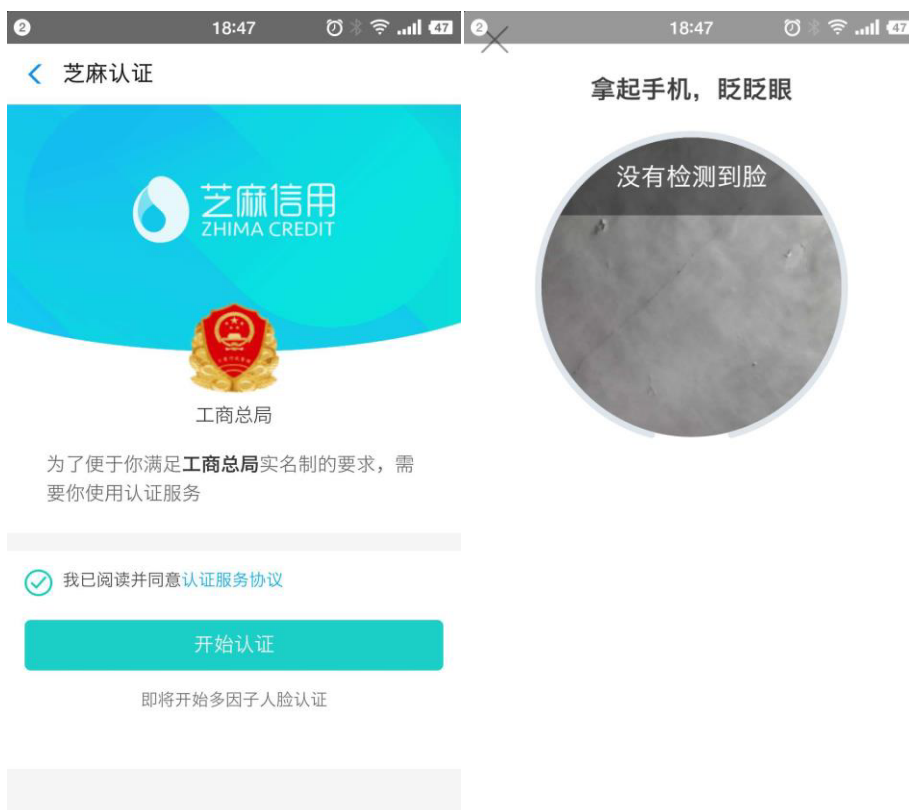 2
18:47
47
芝麻认证
芝麻信用
ZHIMA CREDIT
工商总局
为了便于你满足工商总局实名制的要求，需
要你使用认证服务
我已阅读并同意认证服务协议
开始认证
即将开始多因子人脸认证
2
18:47
47
拿起手机，眨眨眼
没有检测到脸